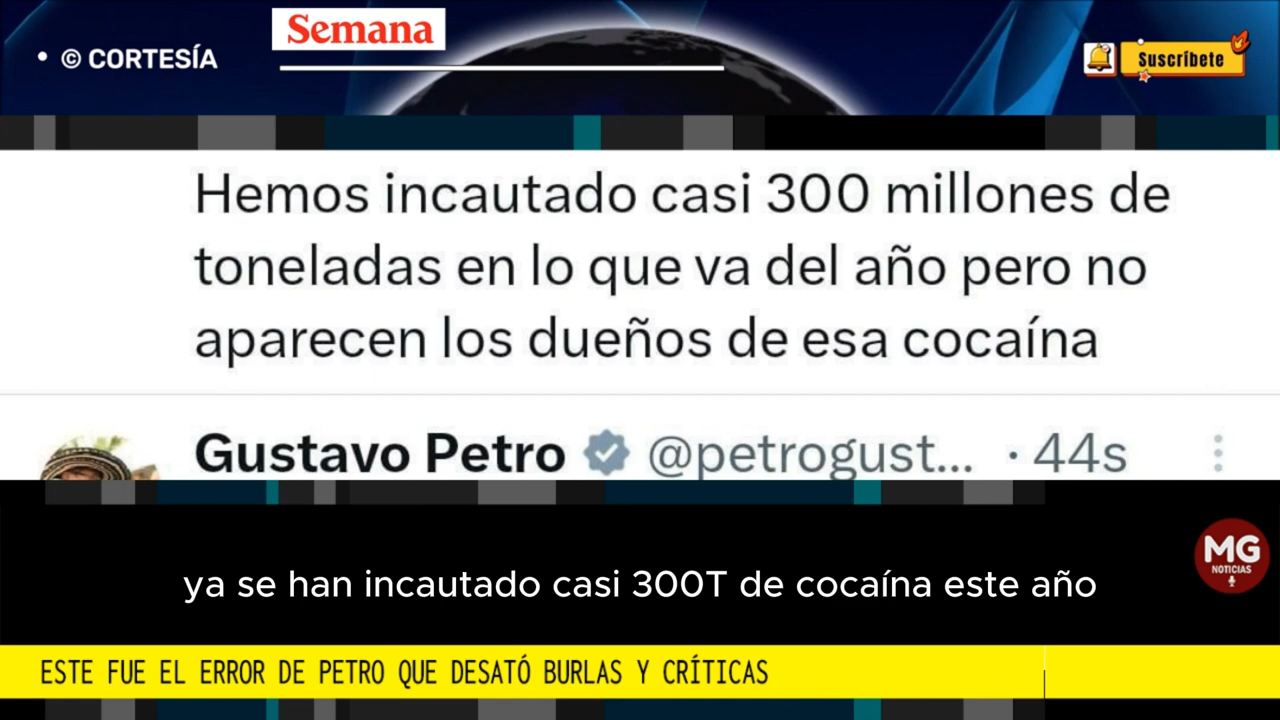 Semana
• © CORTESÍA
Suscríbete
Hemos incautado casi 300 millones de
toneladas en lo que va del año pero no
aparecen los dueños de esa cocaína
Gustavo Petro @petrogust... · 44s
MG
NOTICIAS
ya se han incautado casi 300T de cocaína este año
ESTE FUE EL ERROR DE PETRO QUE DESATÓ BURLAS Y CRÍTICAS